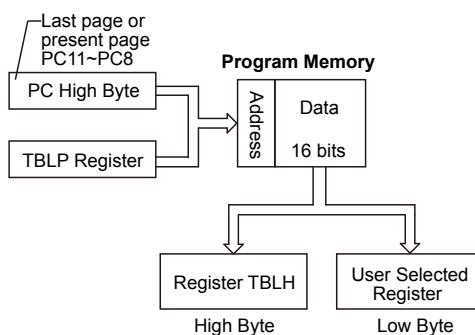 Last page or
present page
PC11~PC8
Program Memory
PC High Byte
TBLP Register
Address
Data
16 bits
Register TBLH
User Selected
Register
High Byte
Low Byte